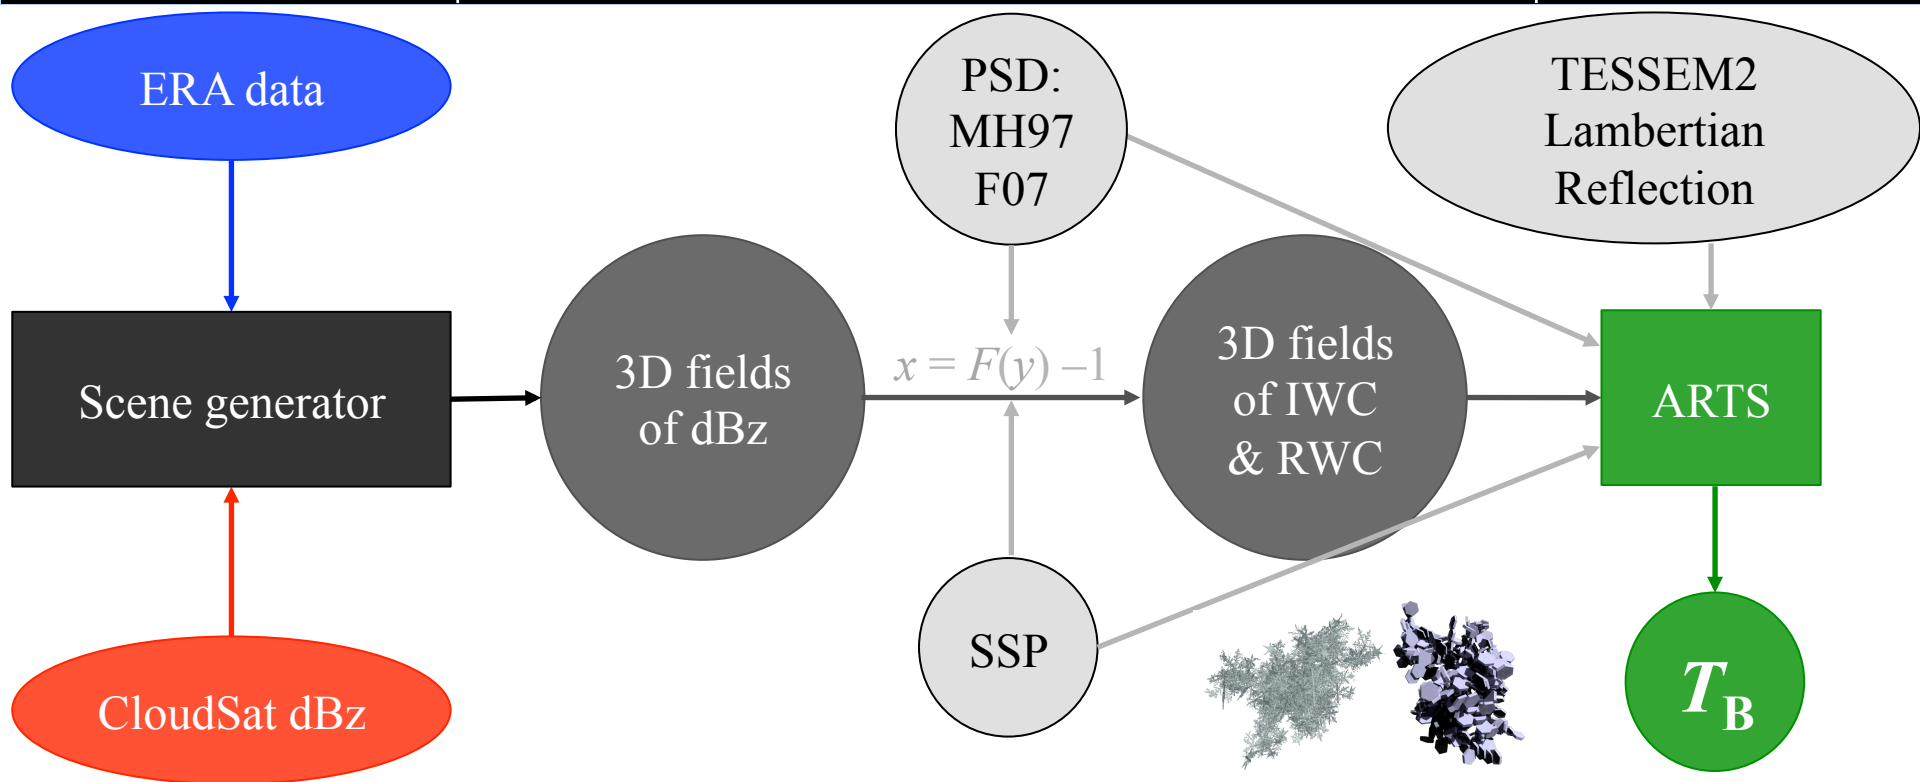 ERA data
PSD:
MH97
F07
TESSEM2
Lambertian
Reflection
Scene generator
3D fields
of dBz
x = F(y) –1
3D fields
of IWC
& RWC
ARTS
SSP
CloudSat dBz
TB